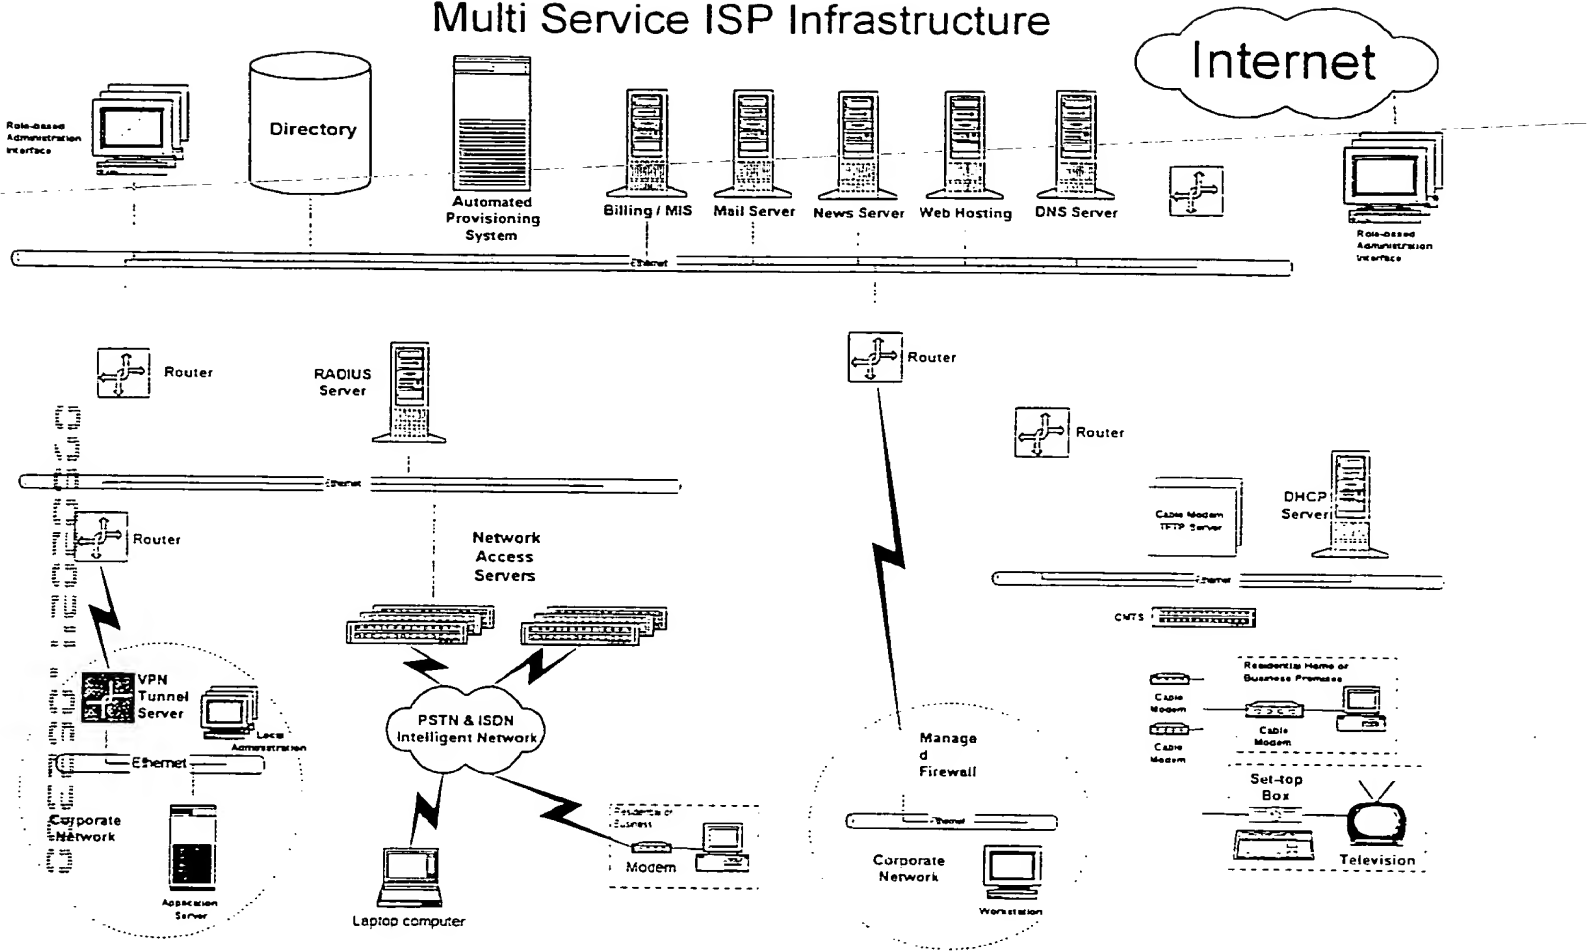 Multi Service ISP Infrastructure
Internet
Role-based
Administration
Interface
Directory
Automated
Provisioning
System
Billing / MIS
Mail Server
News Server
Web Hosting
DNS Server
Role-based
Administration
Interface
Ethernet
Router
RADIUS
Server
Router
Router
Ethernet
Router
Network
Access
Servers
Cable Modem
TFTP Server
DHCP
Server
Ethernet
CMTS
VPN
Tunnel
Server
Local
Administration
Ethernet
Corporate
Network
Application
Server
PSTN & ISDN
Intelligent Network
Laptop computer
Residential or
Business
Modem
Manage
d
Firewall
Ethernet
Corporate
Network
Workstation
Cable
Modem
Cable
Modem
Residential Home or
Business Premises
Cable
Modem
Set-top
Box
Television